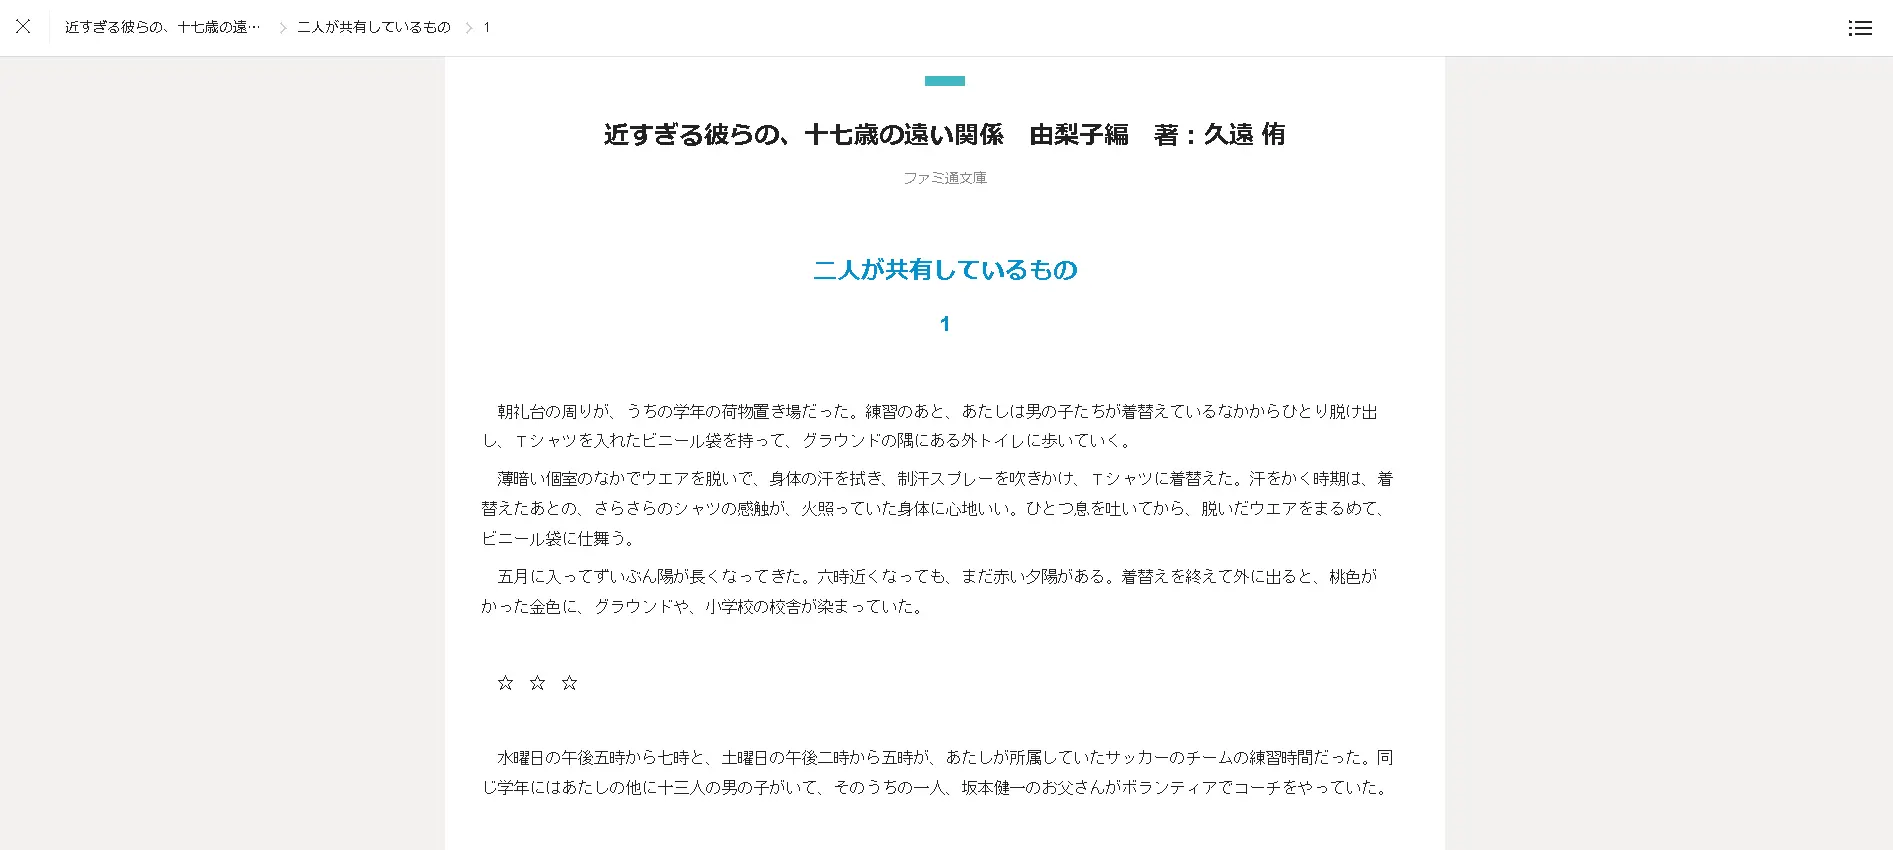 近すぎる彼らの、十七歳の遠… 二人が共有しているもの 1
近すぎる彼らの、十七歳の遠い関係　由梨子編　著：久遠 侑
ファミ通文庫
二人が共有しているもの
1
　朝礼台の周りが、うちの学年の荷物置き場だった。練習のあと、あたしは男の子たちが着替えているなかからひとり脱け出
し、Ｔシャツを入れたビニール袋を持って、グラウンドの隅にある外トイレに歩いていく。
　薄暗い個室のなかでウエアを脱いで、身体の汗を拭き、制汗スプレーを吹きかけ、Ｔシャツに着替えた。汗をかく時期は、着
替えたあとの、さらさらのシャツの感触が、火照っていた身体に心地いい。ひとつ息を吐いてから、脱いだウエアをまるめて、
ビニール袋に仕舞う。
　五月に入ってずいぶん陽が長くなってきた。六時近くなっても、まだ赤い夕陽がある。着替えを終えて外に出ると、桃色が
かった金色に、グラウンドや、小学校の校舎が染まっていた。
　☆　☆　☆
　水曜日の午後五時から七時と、土曜日の午後二時から五時が、あたしが所属していたサッカーのチームの練習時間だった。同
じ学年にはあたしの他に十三人の男の子がいて、そのうちの一人、坂本健一のお父さんがボランティアでコーチをやっていた。